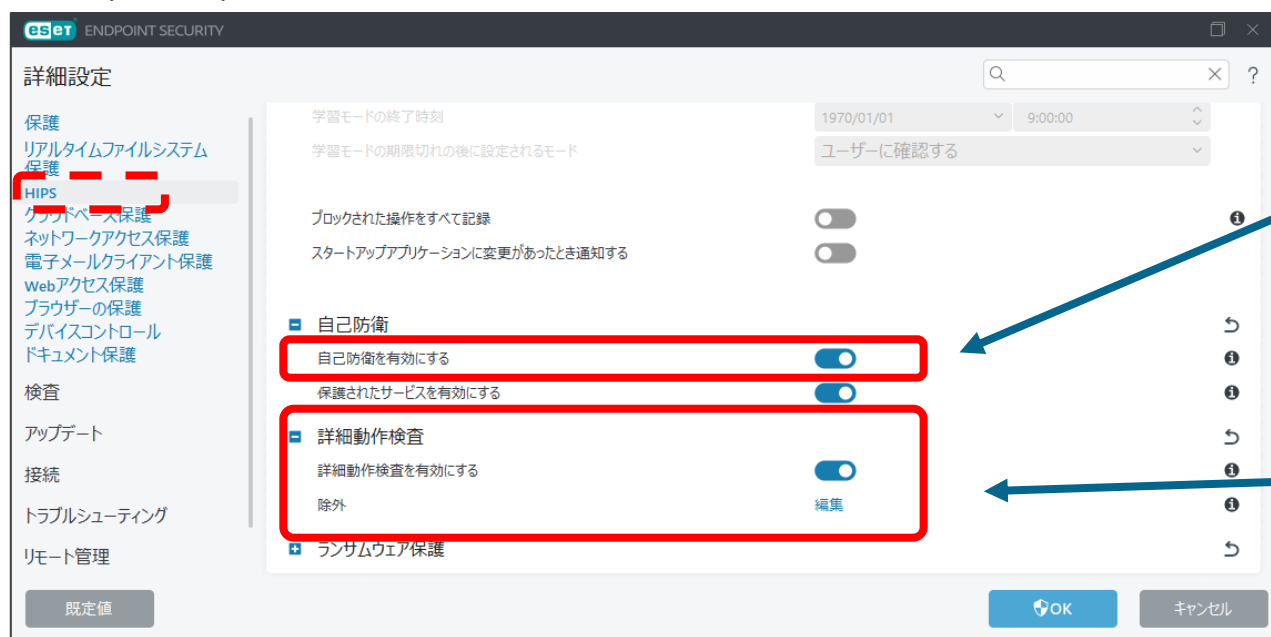 eset ENDPOINT SECURITY
詳細設定
?
保護
リアルタイムファイルシステム
保護
HIPS
クラウドベース保護
ネットワークアクセス保護
電子メールクライアント保護
Webアクセス保護
ブラウザーの保護
デバイスコントロール
ドキュメント保護
検査
アップデート
接続
トラブルシューティング
リモート管理
学習モードの終了時刻 1970/01/01 9:00:00
学習モードの期限切れの後に設定されるモード ユーザーに確認する
ブロックされた操作をすべて記録
スタートアップアプリケーションに変更があったとき通知する
自己防衛
自己防衛を有効にする
保護されたサービスを有効にする
詳細動作検査
詳細動作検査を有効にする
除外 編集
ランサムウェア保護
既定値 OK キャンセル